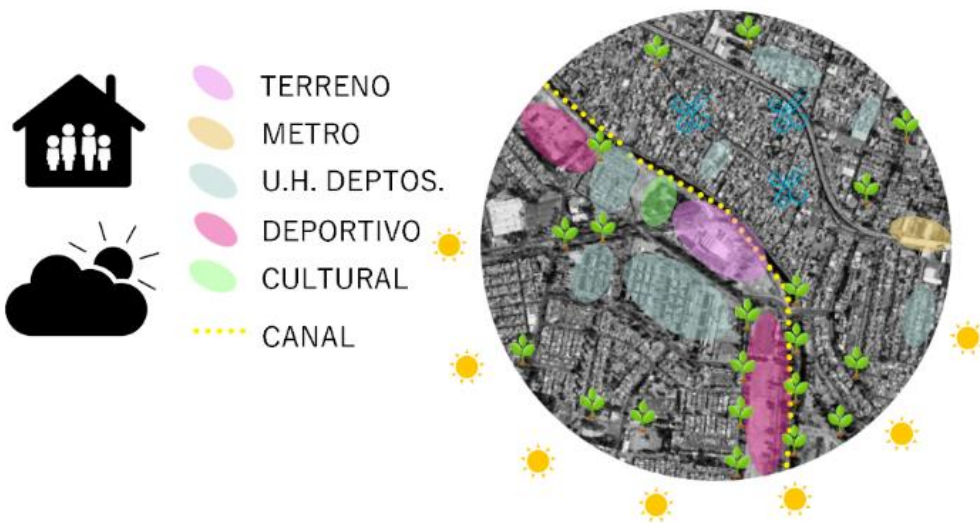 TERRENO
METRO
U.H. DEPTOS.
DEPORTIVO
CULTURAL
CANAL